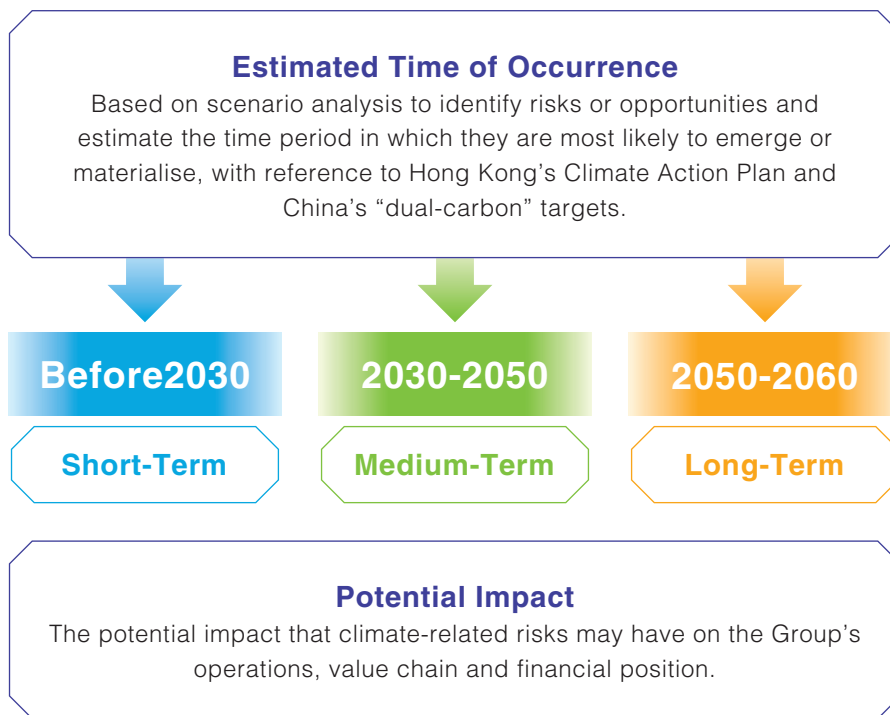 Estimated Time of Occurrence
Based on scenario analysis to identify risks or opportunities and
estimate the time period in which they are most likely to emerge or
materialise, with reference to Hong Kong’s Climate Action Plan and
China’s “dual-carbon” targets.
Before2030
2030-2050
2050-2060
Short-Term
Medium-Term
Long-Term
Potential Impact
The potential impact that climate-related risks may have on the Group’s
operations, value chain and financial position.